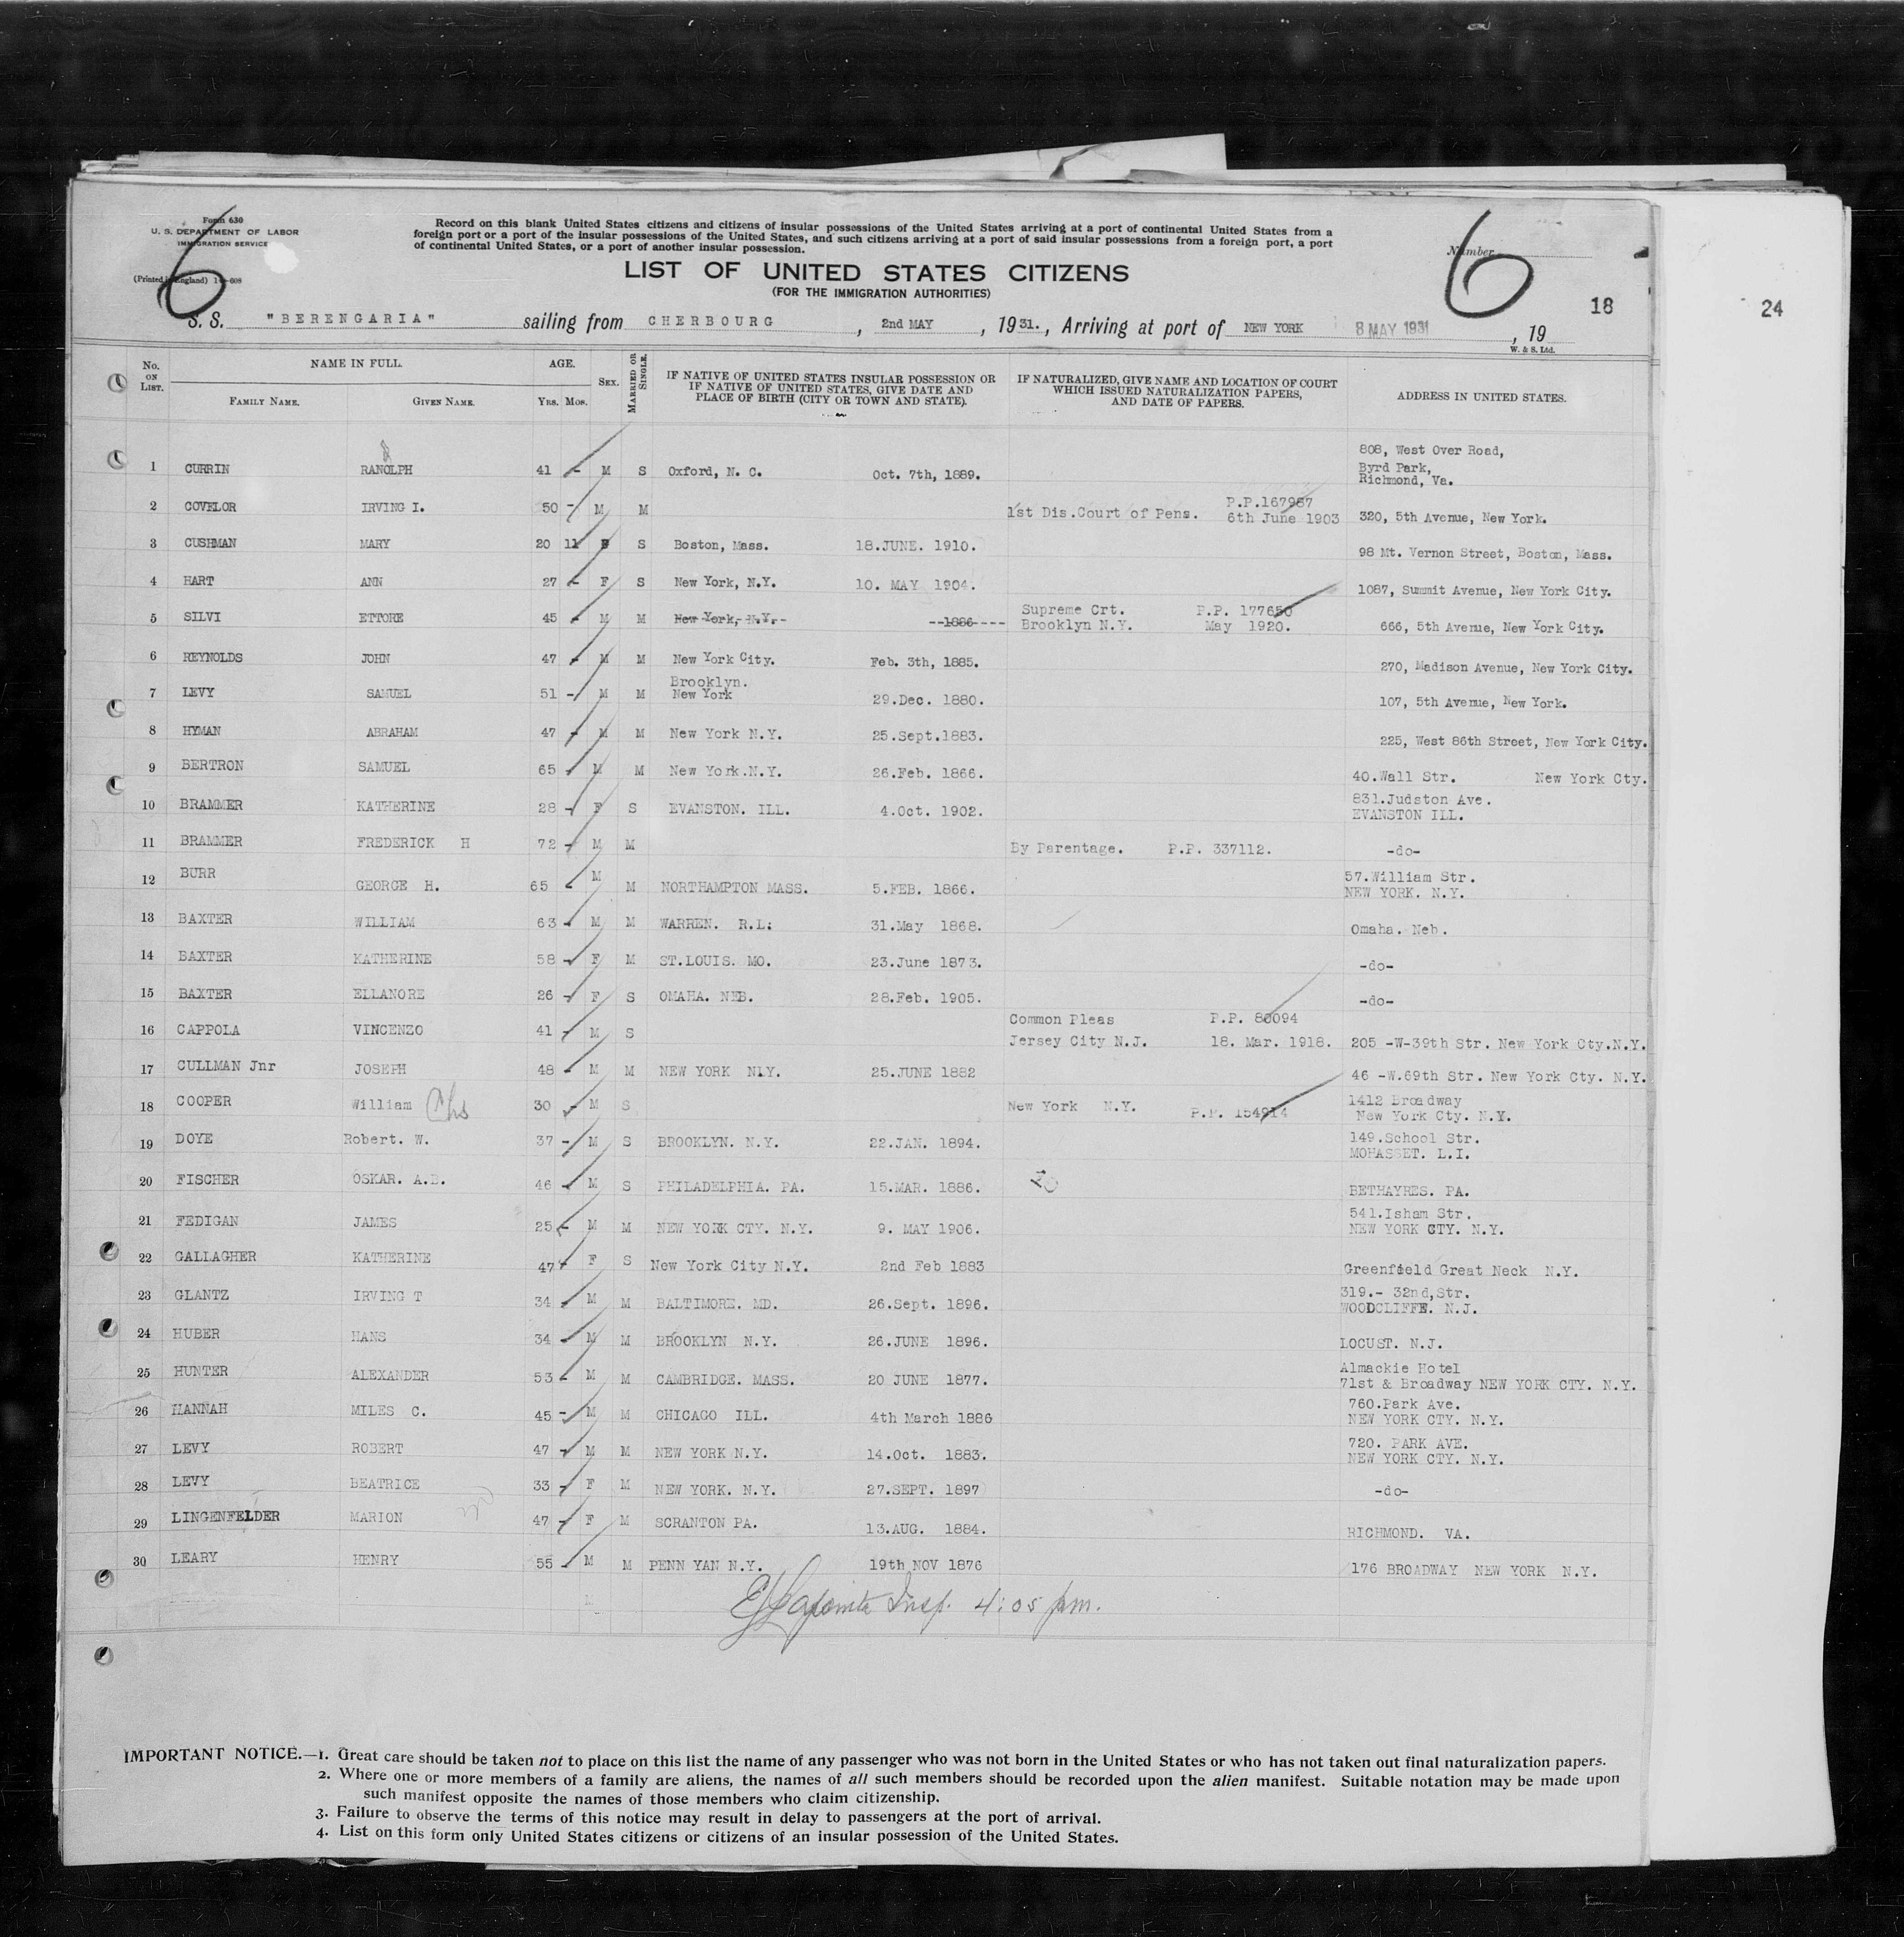 Form 630
U. S. DEPARTMENT OF LABOR
IMMIGRATION SERVICE
(Printed in England) 14-608
6
Record on this blank United States citizens and citizens of insular possessions of the United States arriving at a port of continental United States from a
foreign port or a port of the insular possessions of the United States, and such citizens arriving at a port of said insular possessions from a foreign port, a port
of continental United States, or a port of another insular possession.
Number
6
LIST OF UNITED STATES CITIZENS
(FOR THE IMMIGRATION AUTHORITIES)
18
24
S. S. "BERENGARIA" sailing from CHERBOURG, 2nd MAY, 1931., Arriving at port of NEW YORK 8 MAY 1931, 19
W. & S. Ltd.
No. ON LIST. NAME IN FULL. FAMILY NAME. GIVEN NAME. AGE. YRS. MOS. SEX. MARRIED OR SINGLE. IF NATIVE OF UNITED STATES INSULAR POSSESSION OR IF NATIVE OF UNITED STATES, GIVE DATE AND PLACE OF BIRTH (CITY OR TOWN AND STATE). IF NATURALIZED, GIVE NAME AND LOCATION OF COURT WHICH ISSUED NATURALIZATION PAPERS, AND DATE OF PAPERS. ADDRESS IN UNITED STATES.
1 CURRIN RANOLPH 41 - M S Oxford, N. C. Oct. 7th, 1889. 808, West Over Road, Byrd Park, Richmond, Va.
2 COVELOR IRVING I. 50 - M M 1st Dis.Court of Pens. P.P.167987 6th June 1903 320, 5th Avenue, New York.
3 CUSHMAN MARY 20 11 S Boston, Mass. 18.JUNE. 1910. 98 Mt. Vernon Street, Boston, Mass.
4 HART ANN 27 - F S New York, N.Y. 10. MAY 1904. 1087, Summit Avenue, New York City.
5 SILVI ETTORE 45 - M M New York, N.Y. 1886 Supreme Crt. Brooklyn N.Y. P.P. 177650 May 1920. 666, 5th Avenue, New York City.
6 REYNOLDS JOHN 47 - M M New York City. Feb. 3th, 1885. 270, Madison Avenue, New York City.
7 LEVY SAMUEL 51 - M M Brooklyn. New York 29.Dec. 1880. 107, 5th Avenue, New York.
8 HYMAN ABRAHAM 47 - M M New York N.Y. 25.Sept.1883. 225, West 86th Street, New York City.
9 BERTRON SAMUEL 65 - M M New York.N.Y. 26.Feb. 1866. 40.Wall Str. New York Cty.
10 BRAMMER KATHERINE 28 - F S EVANSTON. ILL. 4.Oct. 1902. 831.Judston Ave. EVANSTON ILL.
11 BRAMMER FREDERICK H 72 - M M By Parentage. P.P. 337112. -do-
12 BURR GEORGE H. 65 - M M NORTHAMPTON MASS. 5.FEB. 1866. 57.William Str. NEW YORK. N.Y.
13 BAXTER WILLIAM 63 - M M WARREN. R.L: 31.May 1868. Omaha. Neb.
14 BAXTER KATHERINE 58 - F M ST.LOUIS. MO. 23.June 1873. -do-
15 BAXTER ELLANORE 26 - F S OMAHA. NEB. 28.Feb. 1905. -do-
16 CAPPOLA VINCENZO 41 - M S Common Pleas Jersey City N.J. P.P. 80094 18. Mar. 1918. 205 -W-39th Str. New York Cty.N.Y.
17 CULLMAN Jnr JOSEPH 48 - M M NEW YORK NLY. 25.JUNE 1882 46 -W.69th Str. New York Cty. N.Y.
18 COOPER William Chs 30 - M S New York N.Y. P.P. 154914 1412 Broadway New York Cty. N.Y.
19 DOYE Robert. W. 37 - M S BROOKLYN. N.Y. 22.JAN. 1894. 149.School Str. MOHASSET. L.I.
20 FISCHER OSKAR. A.B. 46 - M S PHILADELPHIA. PA. 15.MAR. 1886. BETHAYRES. PA.
21 FEDIGAN JAMES 25 - M M NEW YORK CTY. N.Y. 9. MAY 1906. 541.Isham Str. NEW YORK CTY. N.Y.
22 GALLAGHER KATHERINE 47 - F S New York City N.Y. 2nd Feb 1883 Greenfield Great Neck N.Y.
23 GLANTZ IRVING T 34 - M M BALTIMORE. MD. 26.Sept. 1896. 319.- 32nd,Str. WOODCLIFFE. N.J.
24 HUBER HANS 34 - M M BROOKLYN N.Y. 26.JUNE 1896. LOCUST. N.J.
25 HUNTER ALEXANDER 53 - M M CAMBRIDGE. MASS. 20 JUNE 1877. Almackie Hotel 71st & Broadway NEW YORK CTY. N.Y.
26 HANNAH MILES C. 45 - M M CHICAGO ILL. 4th March 1886 760.Park Ave. NEW YORK CTY. N.Y.
27 LEVY ROBERT 47 - M M NEW YORK N.Y. 14.Oct. 1883. 720. PARK AVE. NEW YORK CTY. N.Y.
28 LEVY BEATRICE 33 - F M NEW YORK. N.Y. 27.SEPT. 1897 -do-
29 LINGENFELDER MARION 47 - F M SCRANTON PA. 13.AUG. 1884. RICHMOND. VA.
30 LEARY HENRY 55 - M M PENN YAN N.Y. 19th NOV 1876 176 BROADWAY NEW YORK N.Y.
Insp. 4:05 pm.
IMPORTANT NOTICE.—1. Great care should be taken not to place on this list the name of any passenger who was not born in the United States or who has not taken out final naturalization papers.
2. Where one or more members of a family are aliens, the names of all such members should be recorded upon the alien manifest. Suitable notation may be made upon
such manifest opposite the names of those members who claim citizenship.
3. Failure to observe the terms of this notice may result in delay to passengers at the port of arrival.
4. List on this form only United States citizens or citizens of an insular possession of the United States.